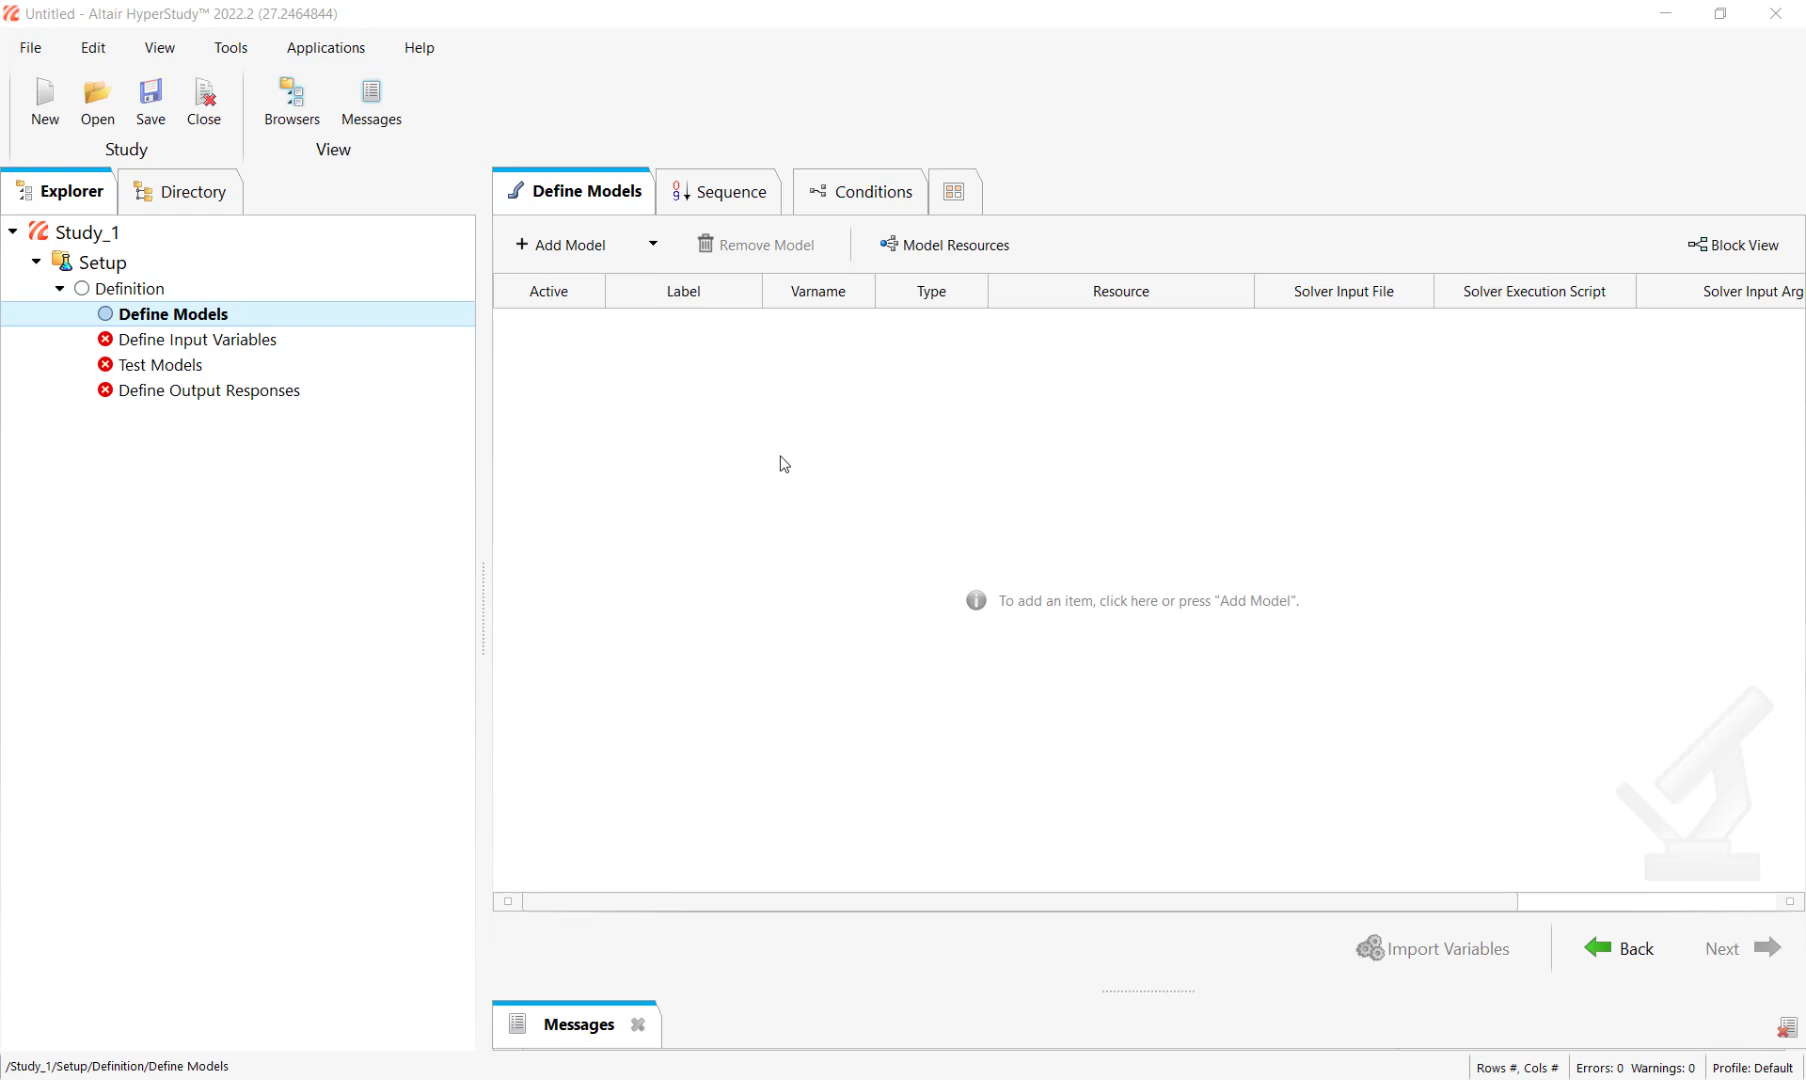 Untitled - Altair HyperStudy™ 2022.2 (27.2464844)
File Edit View Tools Applications Help
New Open Save Close Browsers Messages
Study View
Explorer Directory
Define Models Sequence Conditions
Study_1
Setup
Definition
Define Models
Define Input Variables
Test Models
Define Output Responses
+ Add Model Remove Model Model Resources Block View
Active Label Varname Type Resource Solver Input File Solver Execution Script Solver Input Arg
To add an item, click here or press "Add Model".
Import Variables Back Next
Messages
/Study_1/Setup/Definition/Define Models Rows #, Cols # Errors: 0 Warnings: 0 Profile: Default